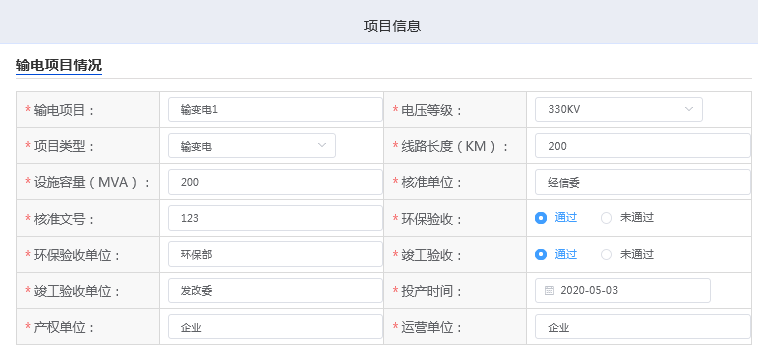 项目信息
输电项目情况
* 输电项目： 输变电1 * 电压等级： 330KV
* 项目类型： 输变电 * 线路长度（KM）： 200
* 设施容量（MVA）： 200 * 核准单位： 经信委
* 核准文号： 123 * 环保验收： 通过 未通过
* 环保验收单位： 环保部 * 竣工验收： 通过 未通过
* 竣工验收单位： 发改委 * 投产时间： 2020-05-03
* 产权单位： 企业 * 运营单位： 企业